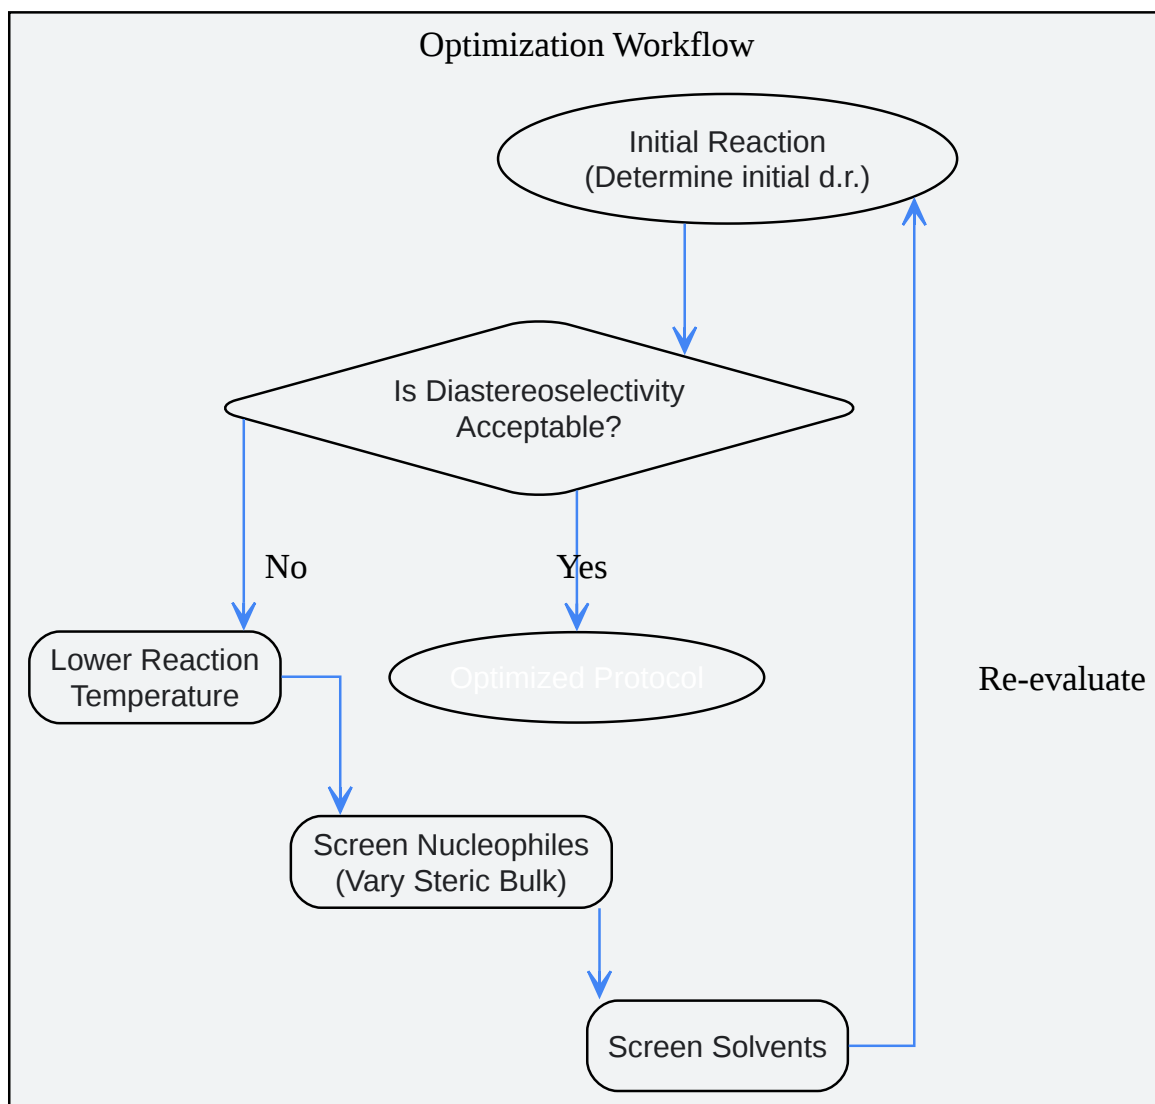 Optimization Workflow
Initial Reaction
(Determine initial d.r.)
Is Diastereoselectivity
Acceptable?
No
Yes
Lower Reaction
Temperature
Optimized Protocol
Re-evaluate
Screen Nucleophiles
(Vary Steric Bulk)
Screen Solvents